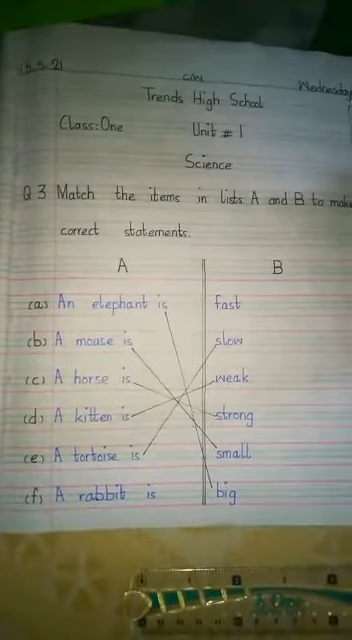 15.5.21
C/W
Wednesday
Trends High School
Class:One Unit # 1
Science
Q 3 Match the items in lists A and B to make
correct statements.
A B
(a) An elephant is fast
(b) A mouse is slow
(c) A horse is weak
(d) A kitten is strong
(e) A tortoise is small
(f) A rabbit is big